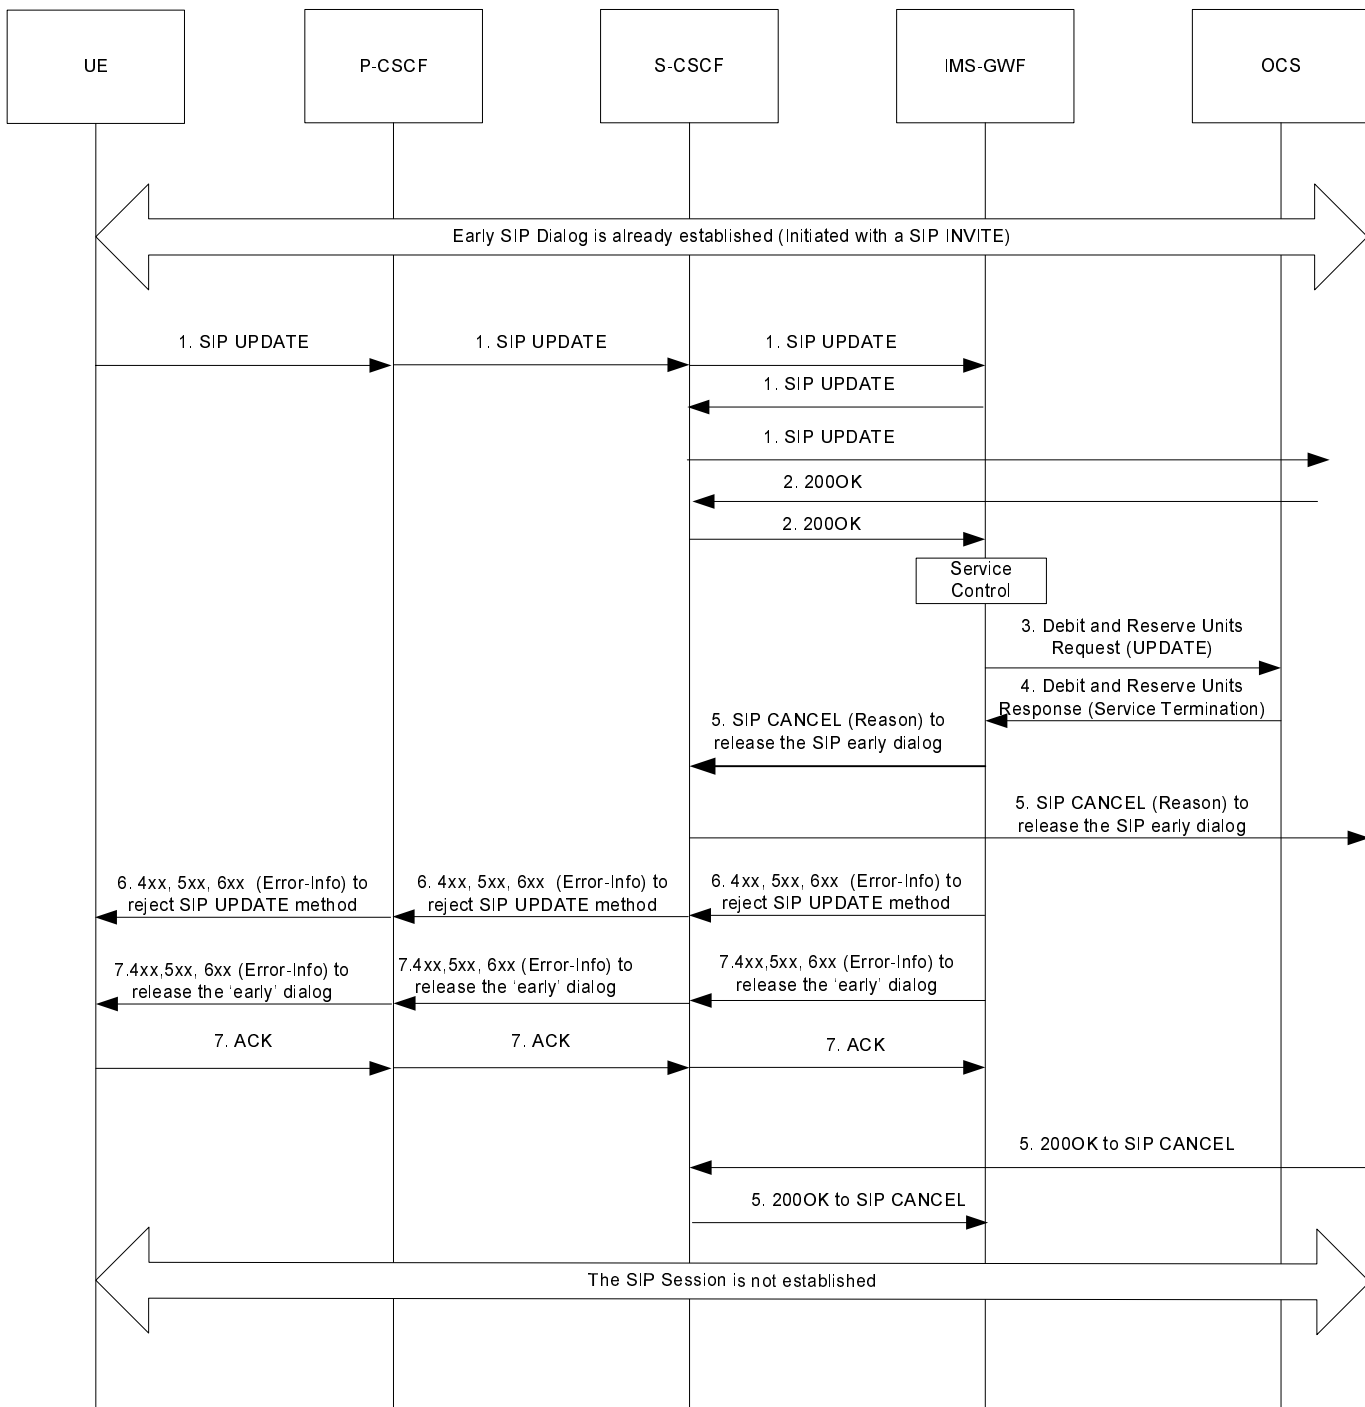 UE
P-CSCF
S-CSCF
IMS-GWF
OCS
Early SIP Dialog is already established (Initiated with a SIP INVITE)
1. SIP UPDATE
1. SIP UPDATE
1. SIP UPDATE
1. SIP UPDATE
1. SIP UPDATE
2. 200OK
2. 200OK
Service
Control
3. Debit and Reserve Units
Request (UPDATE)
4. Debit and Reserve Units
Response (Service Termination)
5. SIP CANCEL (Reason) to
release the SIP early dialog
5. SIP CANCEL (Reason) to
release the SIP early dialog
6. 4xx, 5xx, 6xx (Error-Info) to
reject SIP UPDATE method
6. 4xx, 5xx, 6xx (Error-Info) to
reject SIP UPDATE method
6. 4xx, 5xx, 6xx (Error-Info) to
reject SIP UPDATE method
7.4xx,5xx, 6xx (Error-Info) to
release the ‘early’ dialog
7.4xx,5xx, 6xx (Error-Info) to
release the ‘early’ dialog
7.4xx,5xx, 6xx (Error-Info) to
release the ‘early’ dialog
7. ACK
7. ACK
7. ACK
5. 200OK to SIP CANCEL
5. 200OK to SIP CANCEL
The SIP Session is not established